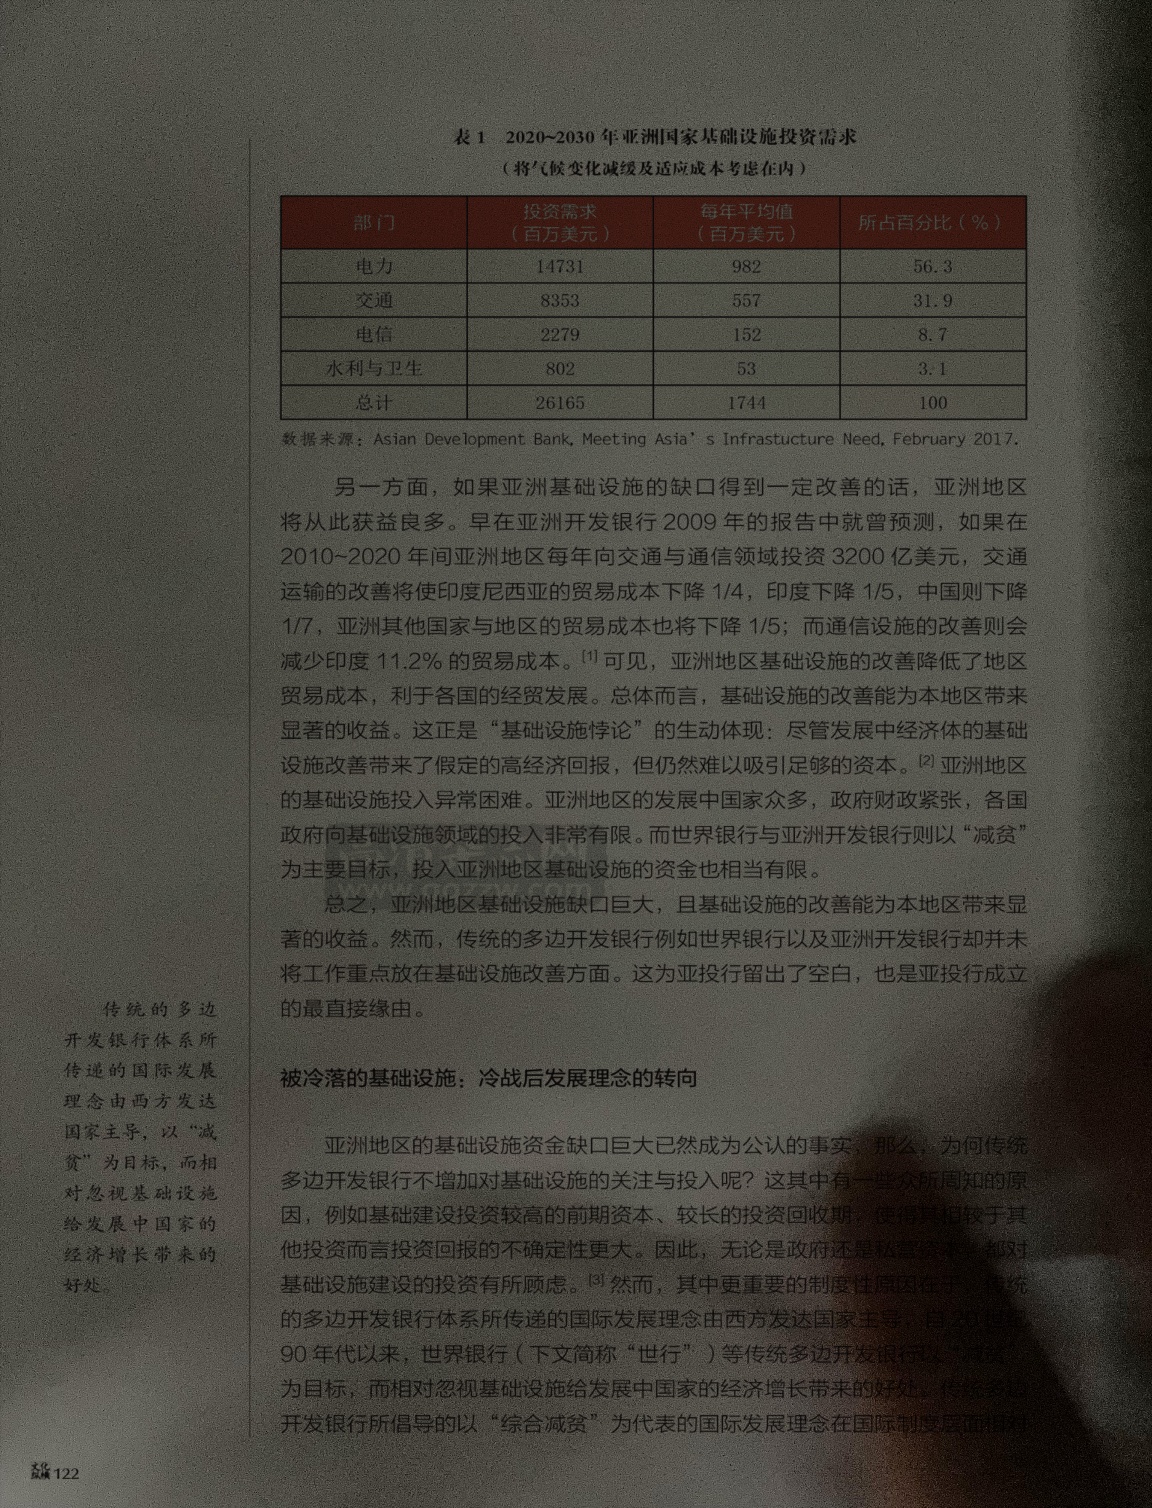 表 1 2020~2030 年亚洲国家基础设施投资需求
（将气候变化减缓及适应成本考虑在内）
部门 投资需求（百万美元） 每年平均值（百万美元） 所占百分比（%）
电力 14731 982 56.3
交通 8353 557 31.9
电信 2279 152 8.7
水利与卫生 802 53 3.1
总计 26165 1744 100
数据来源：Asian Development Bank, Meeting Asia’s Infrastucture Need, February 2017.
另一方面，如果亚洲基础设施的缺口得到一定改善的话，亚洲地区
将从此获益良多。早在亚洲开发银行 2009 年的报告中就曾预测，如果在
2010~2020 年间亚洲地区每年向交通与通信领域投资 3200 亿美元，交通
运输的改善将使印度尼西亚的贸易成本下降 1/4，印度下降 1/5，中国则下降
1/7，亚洲其他国家与地区的贸易成本也将下降 1/5；而通信设施的改善则会
减少印度 11.2% 的贸易成本。[1] 可见，亚洲地区基础设施的改善降低了地区
贸易成本，利于各国的经贸发展。总体而言，基础设施的改善能为本地区带来
显著的收益。这正是“基础设施悖论”的生动体现：尽管发展中经济体的基础
设施改善带来了假定的高经济回报，但仍然难以吸引足够的资本。[2] 亚洲地区
的基础设施投入异常困难。亚洲地区的发展中国家众多，政府财政紧张，各国
政府向基础设施领域的投入非常有限。而世界银行与亚洲开发银行则以“减贫”
为主要目标，投入亚洲地区基础设施的资金也相当有限。
www.qqzzw.com
总之，亚洲地区基础设施缺口巨大，且基础设施的改善能为本地区带来显
著的收益。然而，传统的多边开发银行例如世界银行以及亚洲开发银行却并未
将工作重点放在基础设施改善方面。这为亚投行留出了空白，也是亚投行成立
的最直接缘由。
传统的多边
开发银行体系所
传递的国际发展
理念由西方发达
国家主导，以“减
贫”为目标，而相
对忽视基础设施
给发展中国家的
经济增长带来的
好处。
被冷落的基础设施：冷战后发展理念的转向
亚洲地区的基础设施资金缺口巨大已然成为公认的事实，那么，为何传统
多边开发银行不增加对基础设施的关注与投入呢？这其中有一些众所周知的原
因，例如基础建设投资较高的前期资本、较长的投资回收期，使得其相较于其
他投资而言投资回报的不确定性更大。因此，无论是政府还是私营资本，都对
基础设施建设的投资有所顾虑。[3] 然而，其中更重要的制度性原因在于，传统
的多边开发银行体系所传递的国际发展理念由西方发达国家主导，自 20 世纪
90 年代以来，世界银行（下文简称“世行”）等传统多边开发银行以“减贫”
为目标，而相对忽视基础设施给发展中国家的经济增长带来的好处。传统多边
开发银行所倡导的以“综合减贫”为代表的国际发展理念在国际制度层面
文化纵横 122